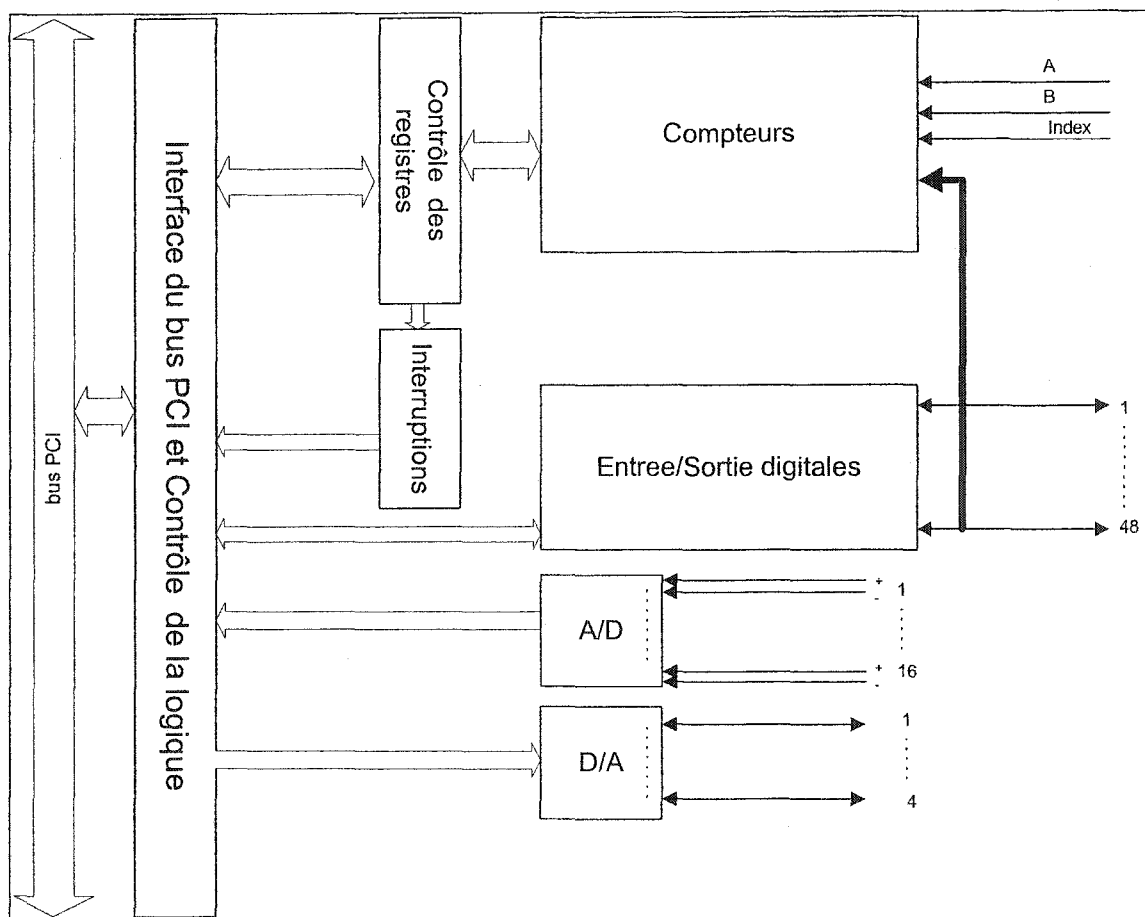 bus PCI
Interface du bus PCI et Contrôle de la logique
Contrôle des
registres
Interruptions
Compteurs
A
B
Index
Entree/Sortie digitales
1
48
A/D
+
-
1
+
-
16
D/A
1
4